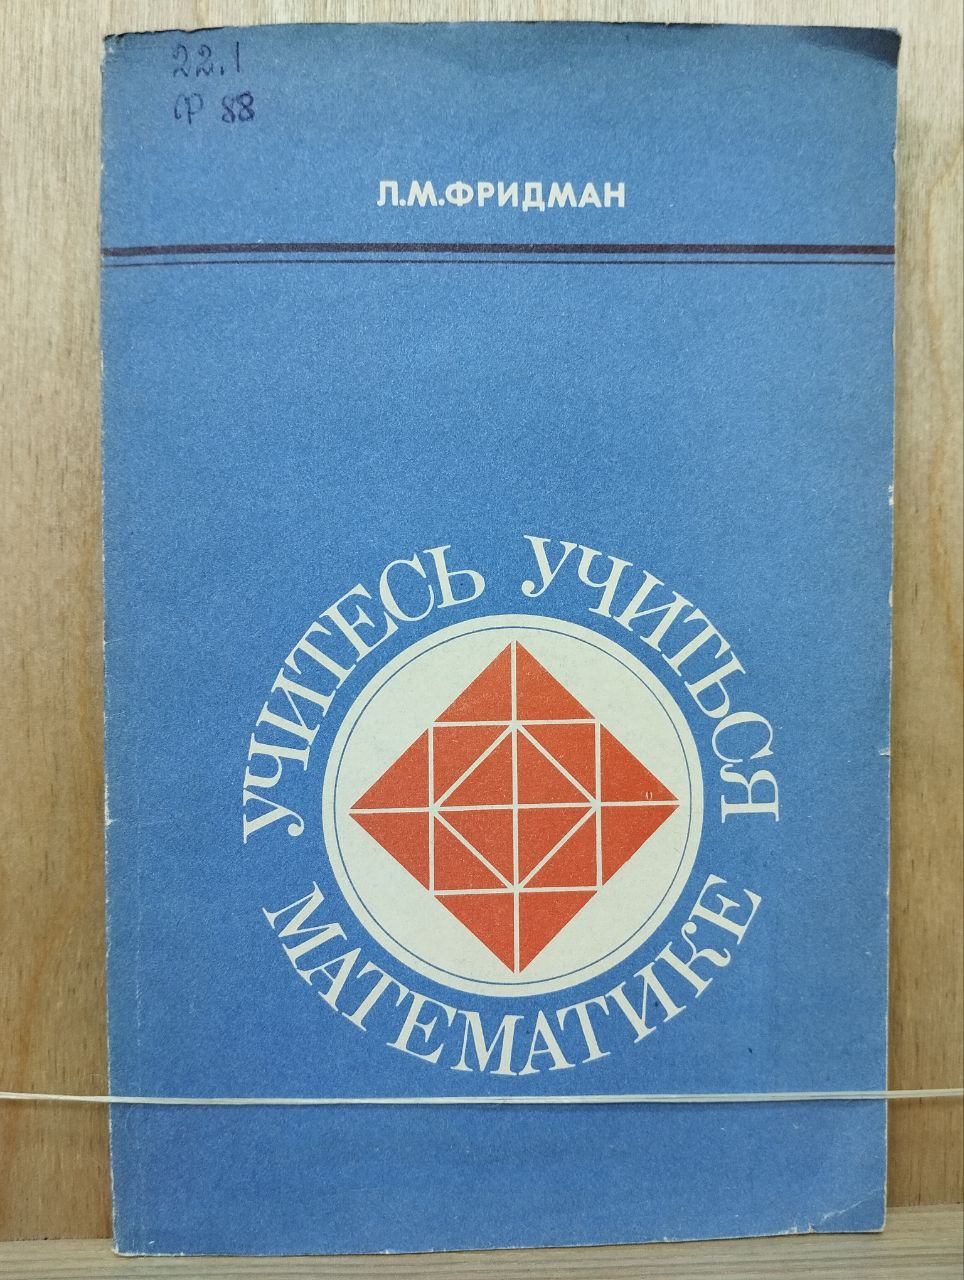 22.1
Ф 88
Л.М.ФРИДМАН
УЧИТЕСЬ УЧИТЬСЯ
МАТЕМАТИКЕ